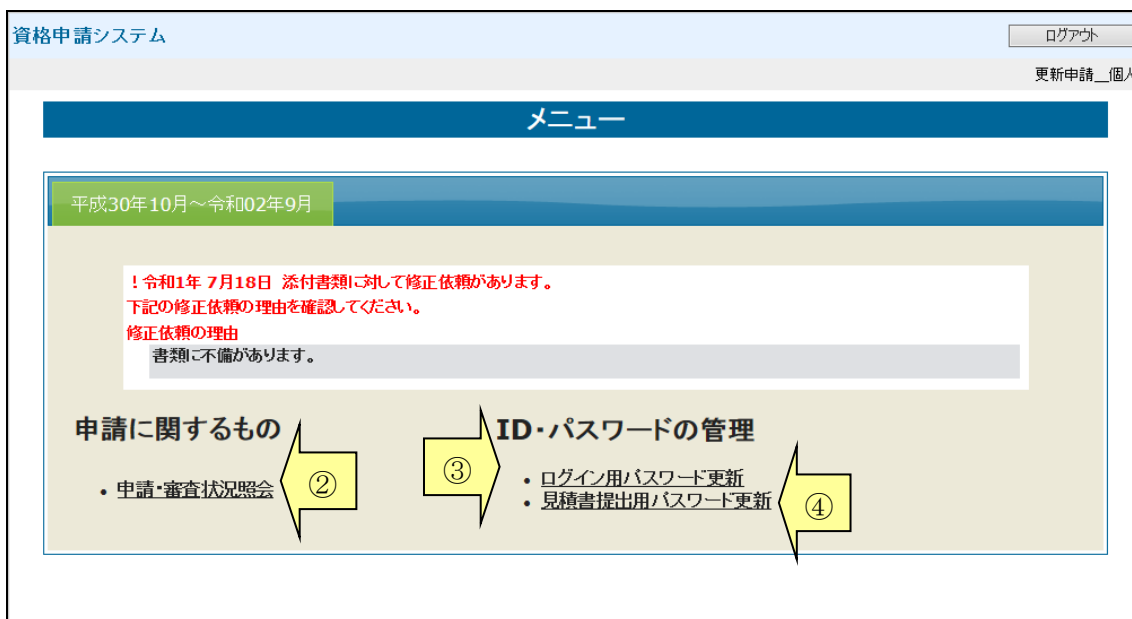 資格申請システム
ログアウト
更新申請__個人
メニュー
平成30年10月～令和02年9月
！令和1年 7月18日 添付書類に対して修正依頼があります。
下記の修正依頼の理由を確認してください。
修正依頼の理由
書類に不備があります。
申請に関するもの
・申請・審査状況照会
②
ID・パスワードの管理
③
・ログイン用パスワード更新
・見積書提出用パスワード更新
④